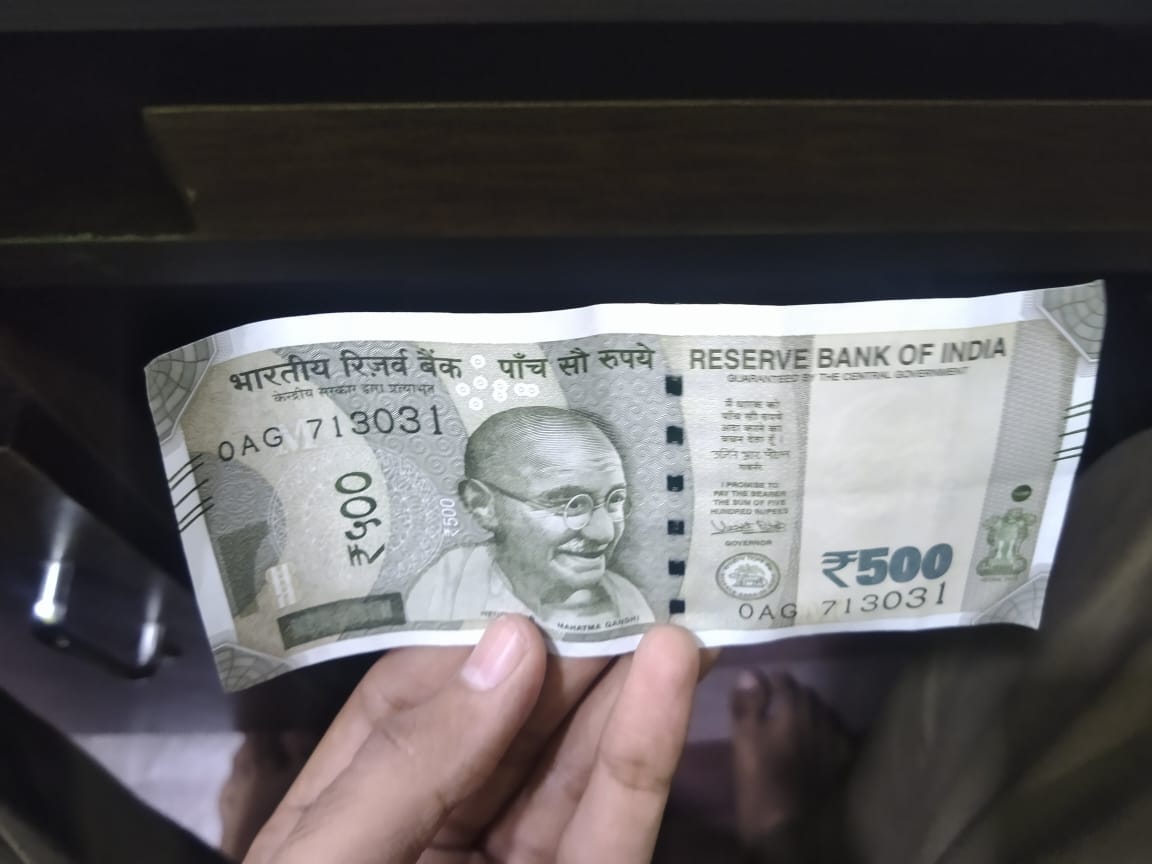 भारतीय रिज़र्व बैंक
केन्द्रीय सरकार द्वारा प्रत्याभूत
पाँच सौ रुपये
0AG 713031
₹५००
₹500
MAHATMA GANDHI
RESERVE BANK OF INDIA
GUARANTEED BY THE CENTRAL GOVERNMENT
मैं धारक को
पाँच सौ रुपये
अदा करने का
वचन देता हूँ ।
I PROMISE TO
PAY THE BEARER
THE SUM OF FIVE
HUNDRED RUPEES
GOVERNOR
₹500
0AG 713031